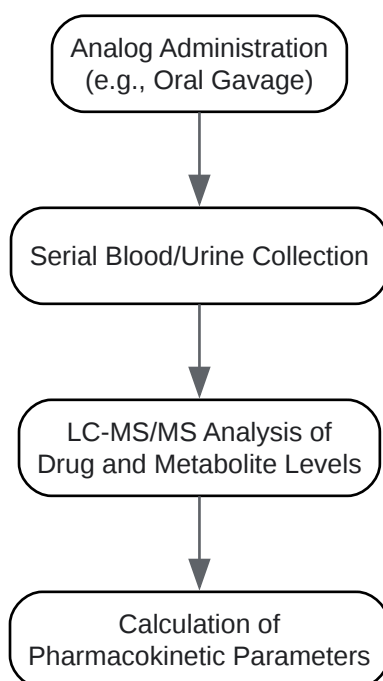 Analog Administration
(e.g., Oral Gavage)
Serial Blood/Urine Collection
LC-MS/MS Analysis of
Drug and Metabolite Levels
Calculation of
Pharmacokinetic Parameters